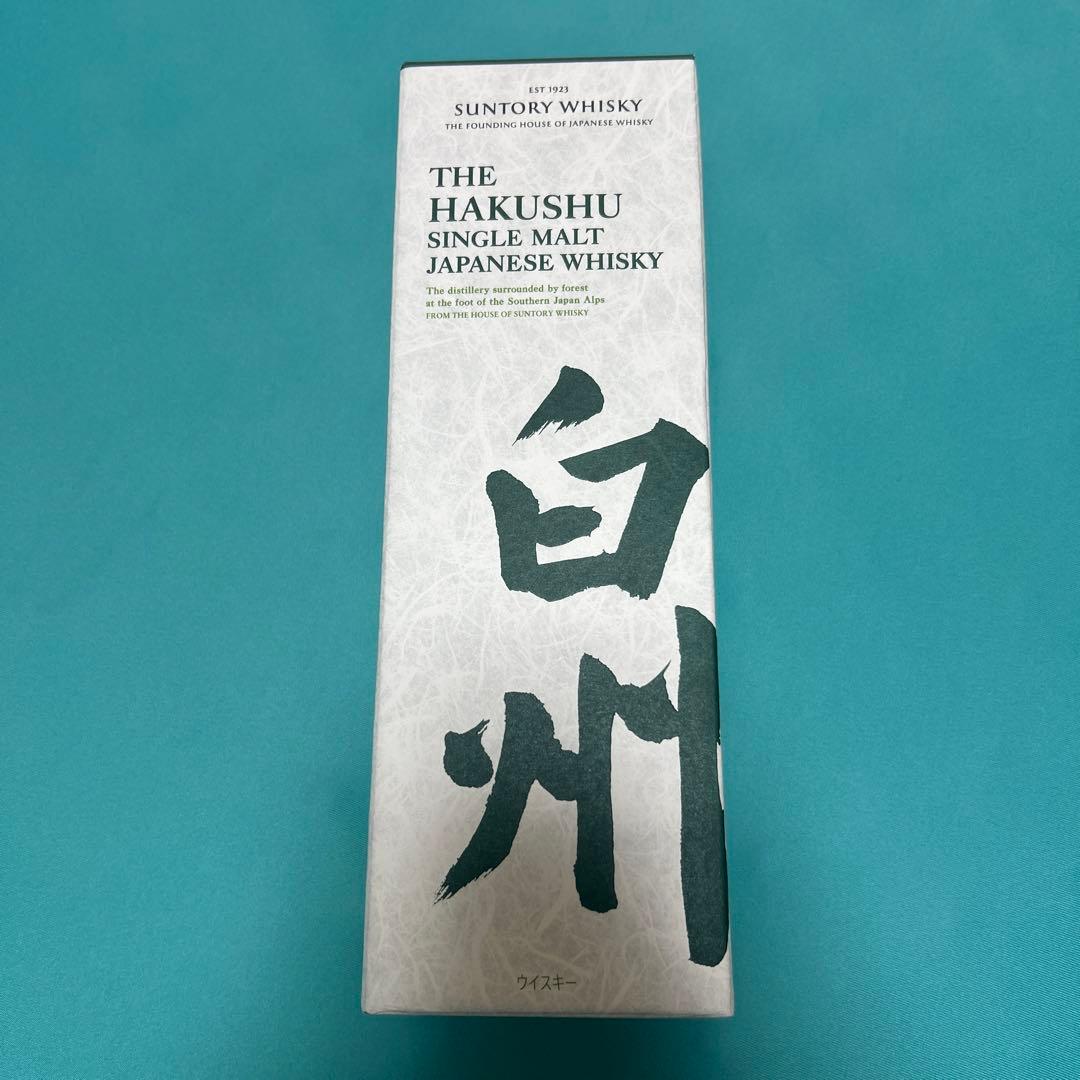 EST 1923
SUNTORY WHISKY
THE FOUNDING HOUSE OF JAPANESE WHISKY
THE
HAKUSHU
SINGLE MALT
JAPANESE WHISKY
The distillery surrounded by forest
at the foot of the Southern Japan Alps
FROM THE HOUSE OF SUNTORY WHISKY
白
州
ウイスキー